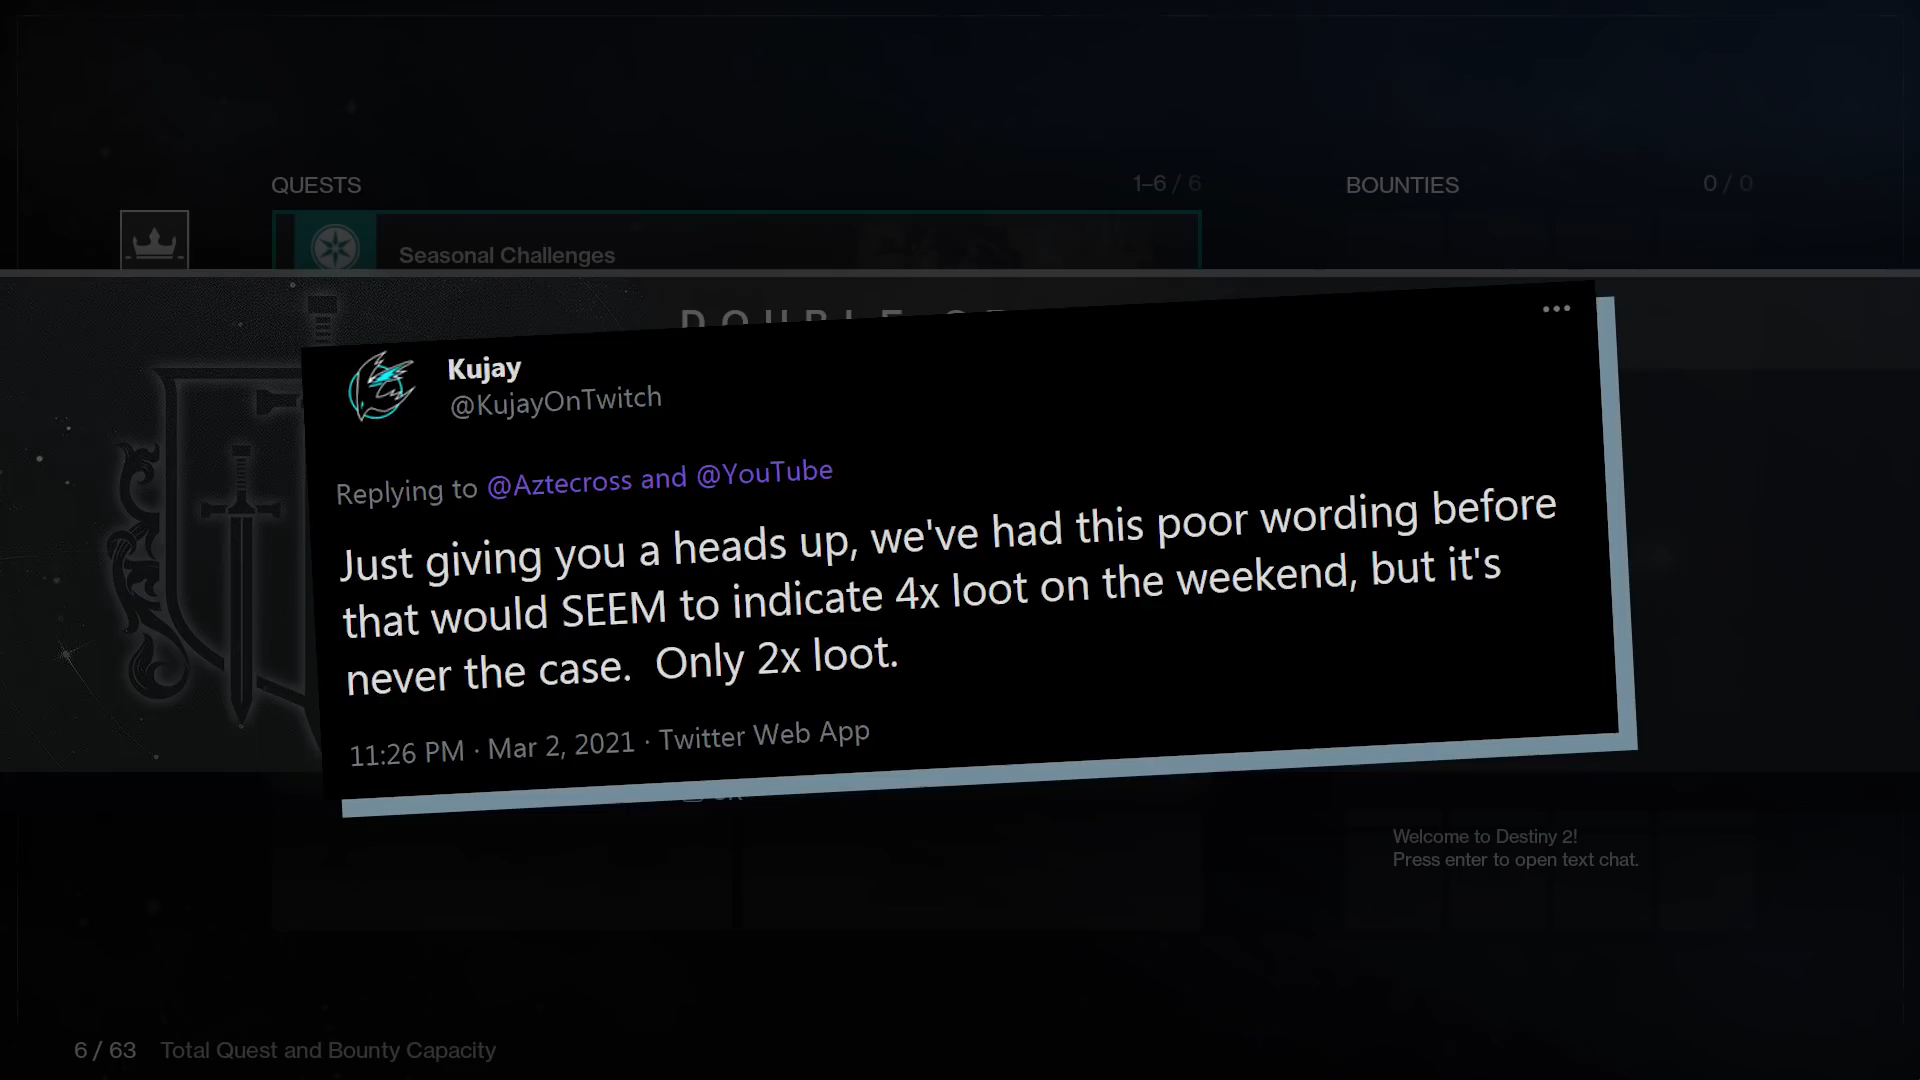 QUESTS
1–6 / 6
BOUNTIES
0 / 0
Seasonal Challenges
DOUBLE
Kujay
@KujayOnTwitch
Replying to @Aztecross and @YouTube
Just giving you a heads up, we've had this poor wording before
that would SEEM to indicate 4x loot on the weekend, but it's
never the case. Only 2x loot.
11:26 PM · Mar 2, 2021 · Twitter Web App
Welcome to Destiny 2!
Press enter to open text chat.
6 / 63 Total Quest and Bounty Capacity